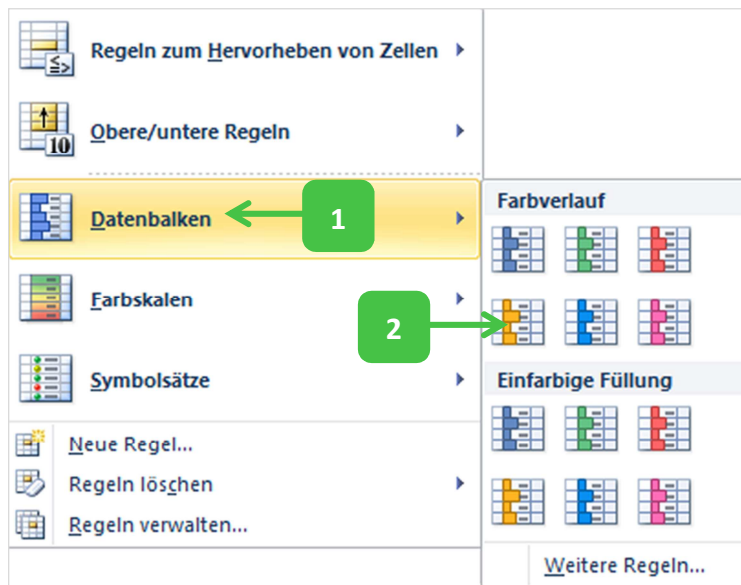 Regeln zum Hervorheben von Zellen
10
Obere/untere Regeln
Datenbalken
1
Farbskalen
Symbolsätze
Neue Regel...
Regeln löschen
Regeln verwalten...
Farbverlauf
2
Einfarbige Füllung
Weitere Regeln...